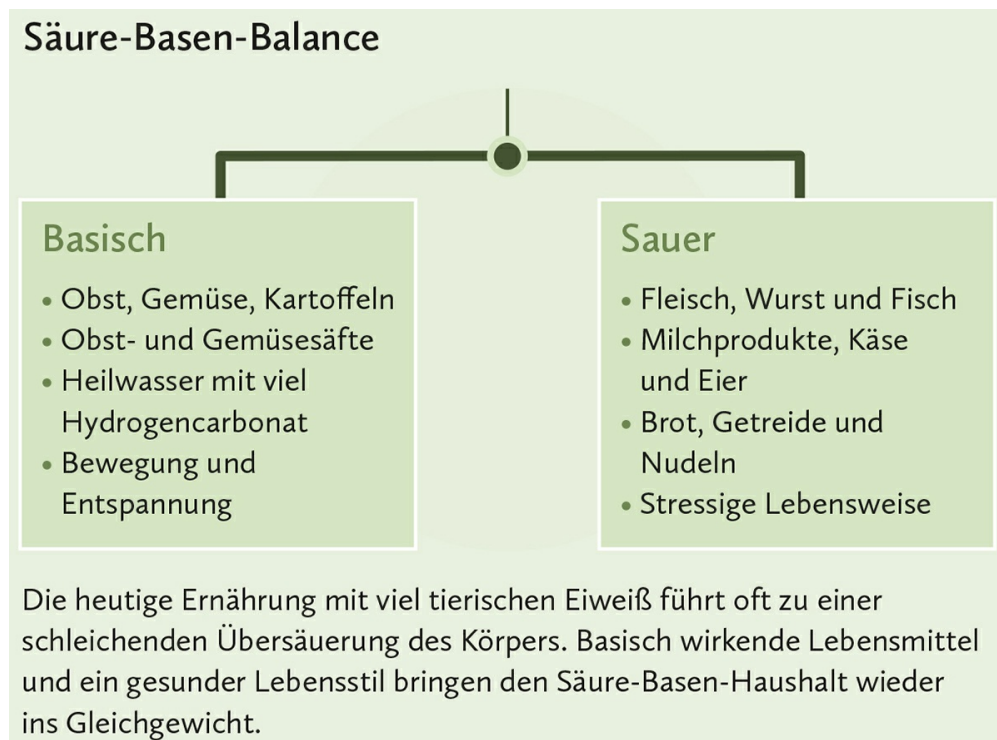 Säure-Basen-Balance
Basisch
• Obst, Gemüse, Kartoffeln
• Obst- und Gemüsesäfte
• Heilwasser mit viel
Hydrogencarbonat
• Bewegung und
Entspannung
Sauer
• Fleisch, Wurst und Fisch
• Milchprodukte, Käse
und Eier
• Brot, Getreide und
Nudeln
• Stressige Lebensweise
Die heutige Ernährung mit viel tierischen Eiweiß führt oft zu einer
schleichenden Übersäuerung des Körpers. Basisch wirkende Lebensmittel
und ein gesunder Lebensstil bringen den Säure-Basen-Haushalt wieder
ins Gleichgewicht.